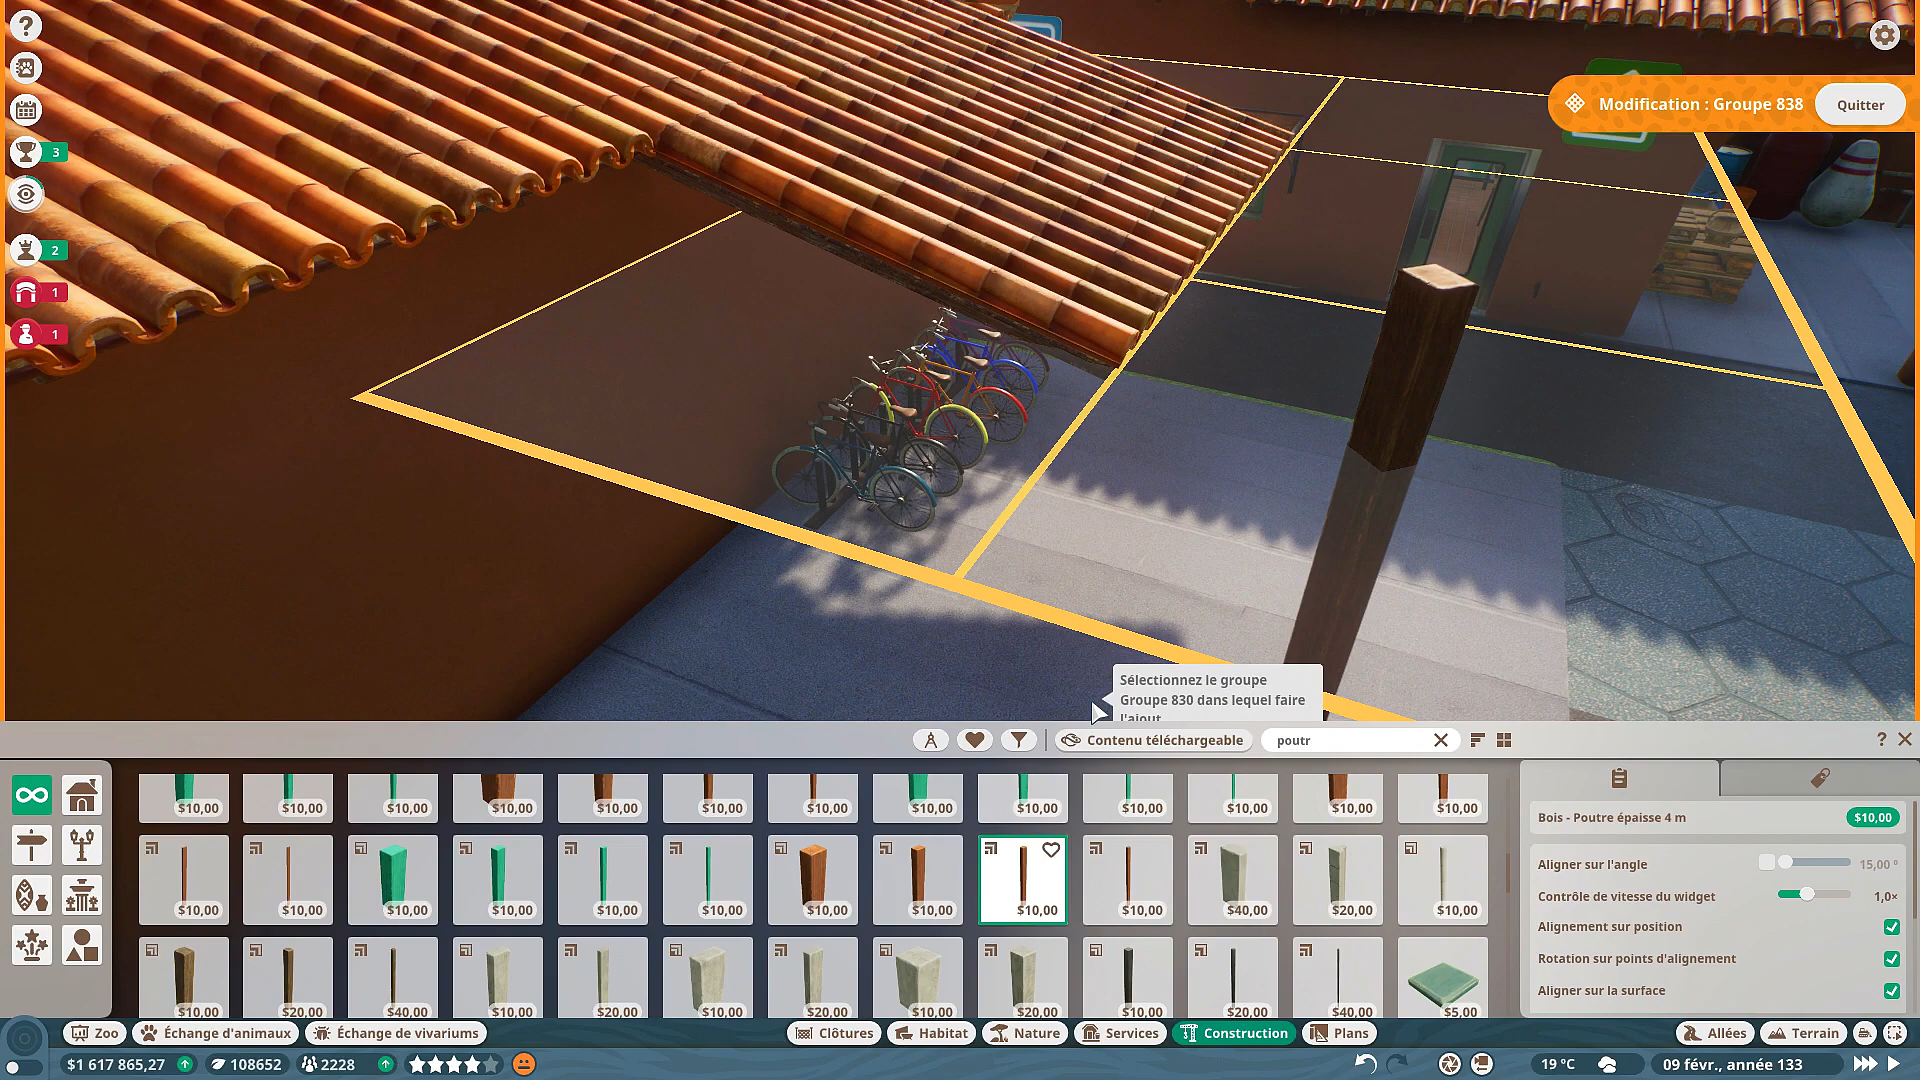 ?
Modification : Groupe 838
Quitter
3
2
1
1
Sélectionnez le groupe
Groupe 830 dans lequel faire
l'ajout
Contenu téléchargeable
poutr
?
$10,00 $10,00 $10,00 $10,00 $10,00 $10,00 $10,00 $10,00 $10,00 $10,00 $10,00 $10,00 $10,00
$10,00 $10,00 $10,00 $10,00 $10,00 $10,00 $10,00 $10,00 $10,00 $10,00 $40,00 $20,00 $10,00
$10,00 $20,00 $40,00 $10,00 $20,00 $10,00 $20,00 $10,00 $20,00 $10,00 $20,00 $40,00 $5,00
Bois - Poutre épaisse 4 m
$10,00
Aligner sur l'angle
15,00 °
Contrôle de vitesse du widget
1,0×
Alignement sur position
Rotation sur points d'alignement
Aligner sur la surface
Zoo
Échange d'animaux
Échange de vivariums
Clôtures
Habitat
Nature
Services
Construction
Plans
Allées
Terrain
$1 617 865,27
108652
2228
19 °C
09 févr., année 133